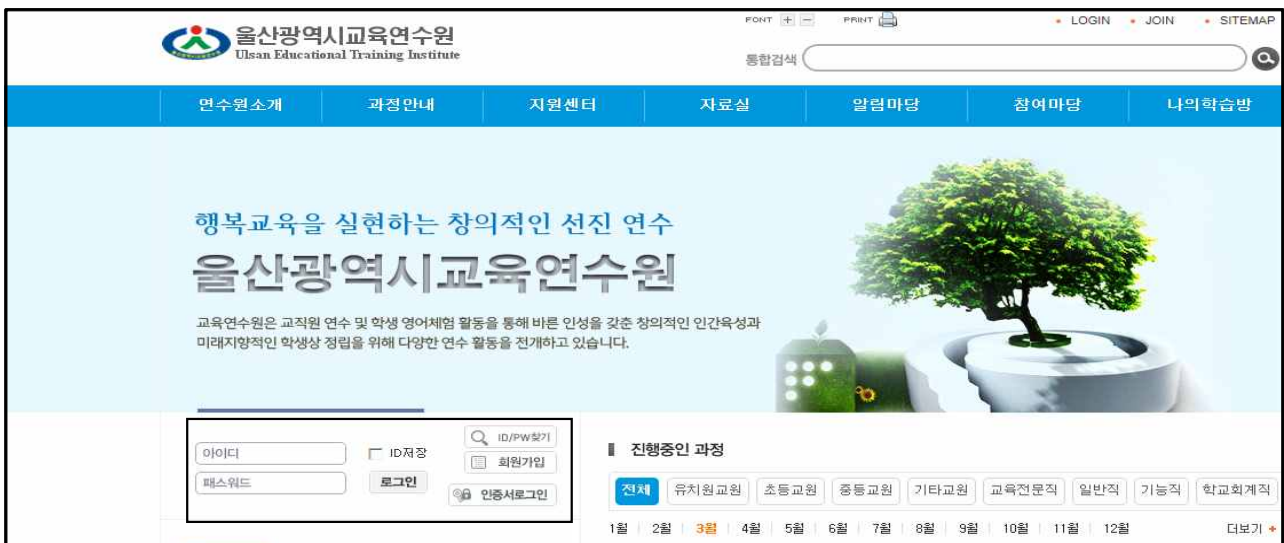 울산광역시교육연수원
Ulsan Educational Training Institute
FONT + −
PRINT
LOGIN
JOIN
SITEMAP
통합검색
연수원소개 과정안내 지원센터 자료실 알림마당 참여마당 나의학습방
행복교육을 실현하는 창의적인 선진 연수
울산광역시교육연수원
교육연수원은 교직원 연수 및 학생 영어체험 활동을 통해 바른 인성을 갖춘 창의적인 인간육성과
미래지향적인 학생상 정립을 위해 다양한 연수 활동을 전개하고 있습니다.
아이디
ID저장
ID/PW찾기
회원가입
패스워드
로그인
인증서로그인
진행중인 과정
전체 유치원교원 초등교원 중등교원 기타교원 교육전문직 일반직 기능직 학교회계직
1월 2월 3월 4월 5월 6월 7월 8월 9월 10월 11월 12월 더보기 +